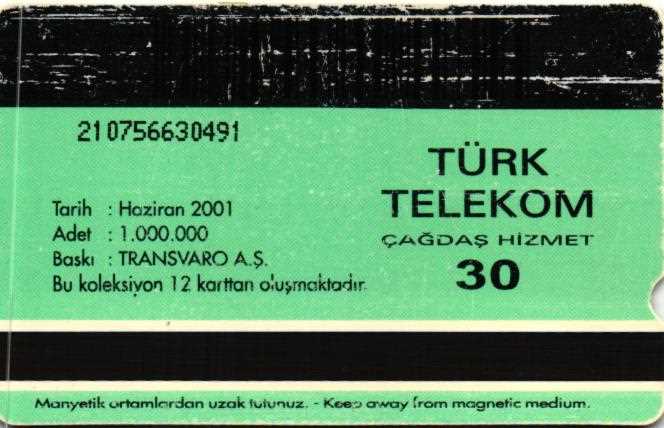 210756630491
TÜRK
TELEKOM
ÇAĞDAŞ HİZMET
30
Tarih : Haziran 2001
Adet : 1.000.000
Baskı : TRANSVARO A.Ş.
Bu koleksiyon 12 karttan oluşmaktadır.
Manyetik ortamlardan uzak tutunuz. - Keep away from magnetic medium.